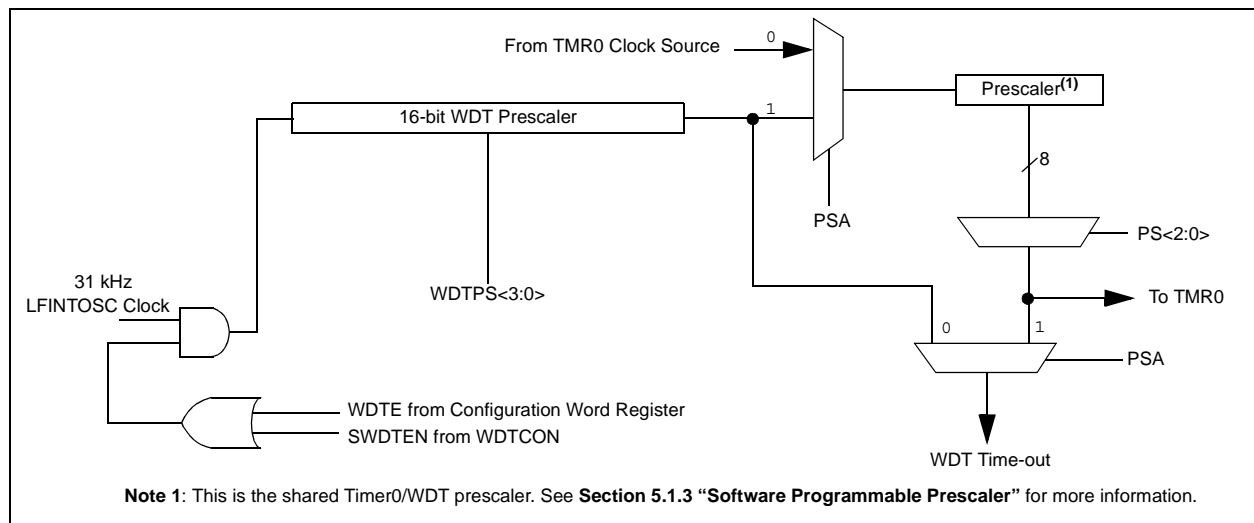 From TMR0 Clock Source
0
Prescaler(1)
16-bit WDT Prescaler
1
8
PSA
PS<2:0>
31 kHz
LFINTOSC Clock
WDTPS<3:0>
To TMR0
0
1
PSA
WDTE from Configuration Word Register
SWDTEN from WDTCON
WDT Time-out
Note 1: This is the shared Timer0/WDT prescaler. See Section 5.1.3 “Software Programmable Prescaler” for more information.